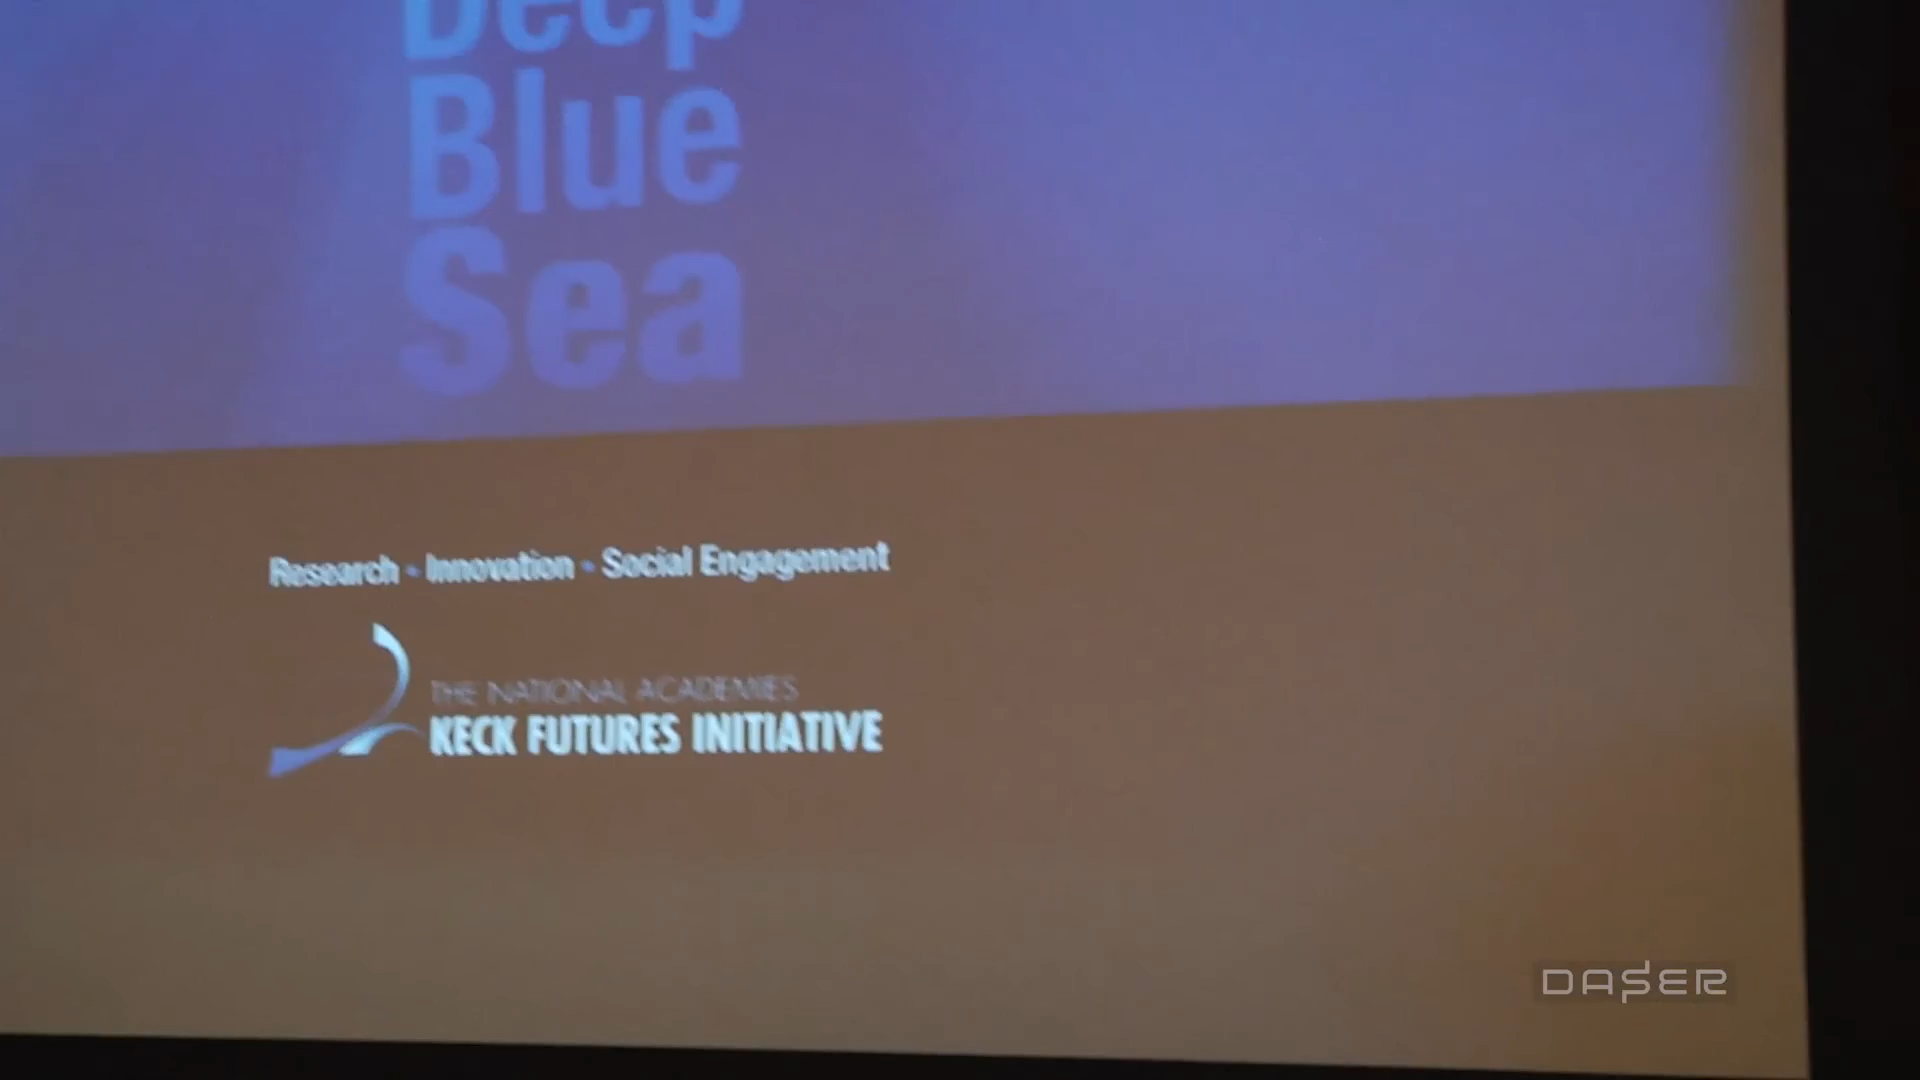 Deep
Blue
Sea
Research • Innovation • Social Engagement
THE NATIONAL ACADEMIES
KECK FUTURES INITIATIVE
DASER